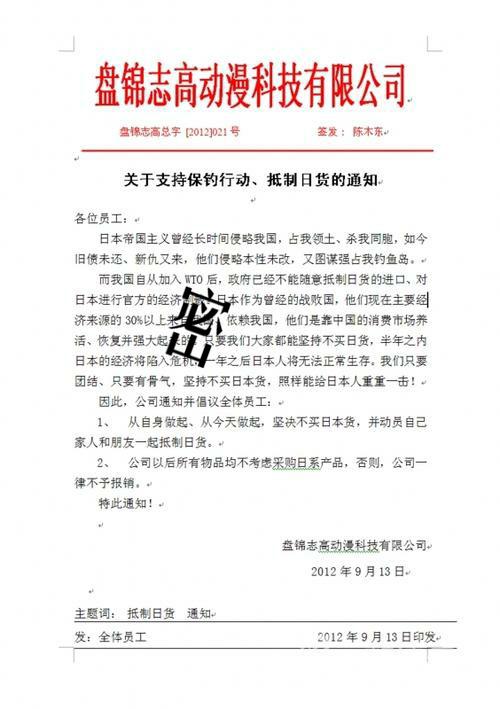 盘锦志高动漫科技有限公司
盘锦志高总字 [2012]021 号 签发： 陈木东
关于支持保钓行动、抵制日货的通知
各位员工：
日本帝国主义曾经长时间侵略我国，占我领土、杀我同胞，如今
旧债未还、新仇又来，他们侵略本性未改，又图谋强占我钓鱼岛。
而我国自从加入 WTO 后，政府已经不能随意抵制日货的进口、对
日本进行官方的经济 日本作为曾经的战败国，他们现在主要经
济来源的 30%以上来自 依赖我国，他们是靠中国的消费市场养
活、恢复并强大起来的！只要我们大家都能坚持不买日货，半年之内
日本的经济将陷入危机，一年之后日本人将无法正常生存。我们只要
团结、只要有骨气，坚持不买日本货，照样能给日本人重重一击！
因此，公司通知并倡议全体员工：
1、 从自身做起、从今天做起，坚决不买日本货，并动员自己
家人和朋友一起抵制日货。
2、 公司以后所有物品均不考虑采购日系产品，否则，公司一
律不予报销。
特此通知！
盘锦志高动漫科技有限公司
2012 年 9 月 13 日
主题词： 抵制日货 通知
发：全体员工 2012 年 9 月 13 日印发
密